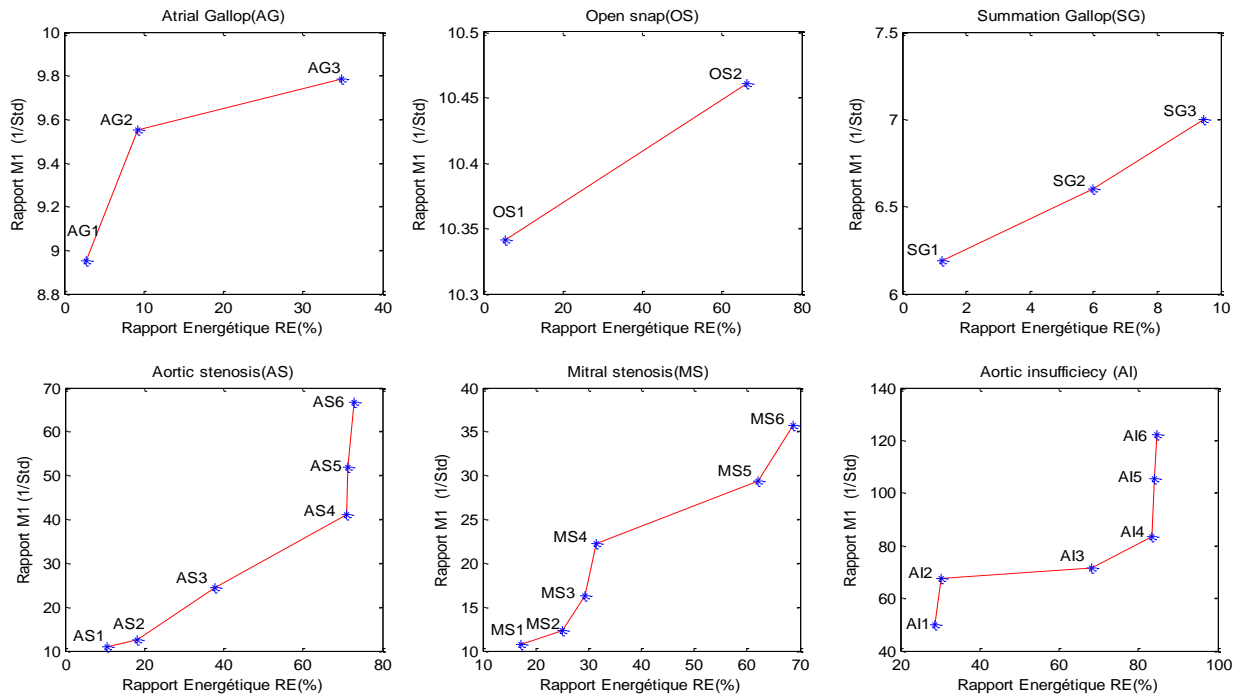 Atrial Gallop(AG)
10
9.8
9.6
9.4
9.2
9
8.8
Rapport M1 (1/Std)
AG1
AG2
AG3
0 10 20 30 40
Rapport Energétique RE(%)
Open snap(OS)
10.5
10.45
10.4
10.35
10.3
Rapport M1 (1/Std)
OS1
OS2
0 20 40 60 80
Rapport Energétique RE(%)
Summation Gallop(SG)
7.5
7
6.5
6
Rapport M1 (1/Std)
SG1
SG2
SG3
0 2 4 6 8 10
Rapport Energétique RE(%)
Aortic stenosis(AS)
70
60
50
40
30
20
10
Rapport M1 (1/Std)
AS1
AS2
AS3
AS4
AS5
AS6
0 20 40 60 80
Rapport Energétique RE(%)
Mitral stenosis(MS)
40
35
30
25
20
15
10
Rapport M1 (1/Std)
MS1
MS2
MS3
MS4
MS5
MS6
10 20 30 40 50 60 70
Rapport Energétique RE(%)
Aortic insufficiecy (AI)
140
120
100
80
60
40
Rapport M1 (1/Std)
AI1
AI2
AI3
AI4
AI5
AI6
20 40 60 80 100
Rapport Energétique RE(%)